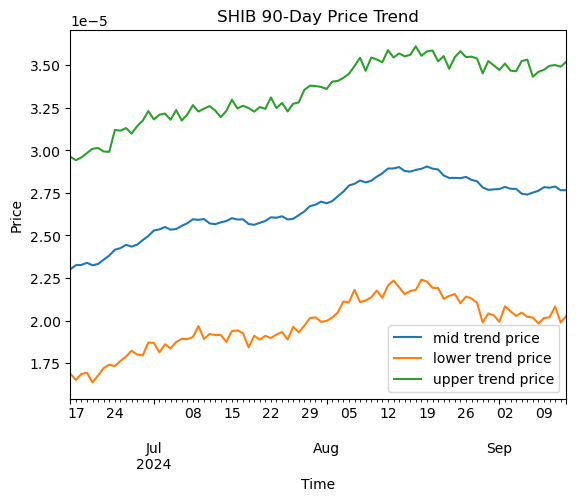 SHIB 90-Day Price Trend
1e−5
3.50
3.25
3.00
2.75
2.50
2.25
2.00
1.75
Price
mid trend price
lower trend price
upper trend price
17 24 08 15 22 29 05 12 19 26 02 09
Jul Aug Sep
2024
Time